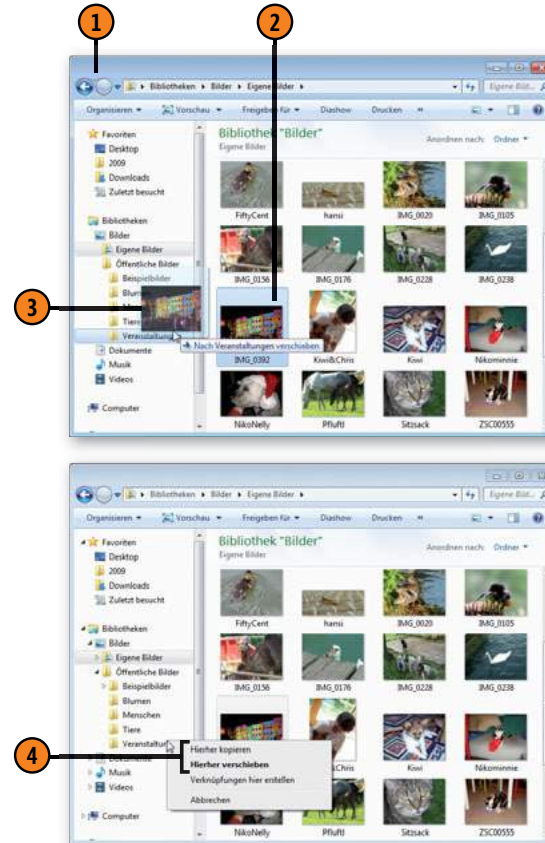 1 2
Bibliotheken Bilder Eigene Bilder Eigene Bild...
Organisieren Vorschau Freigeben für Diashow Drucken »
Favoriten Bibliothek "Bilder"
Desktop Eigene Bilder Anordnen nach: Ordner
2009
Downloads
Zuletzt besucht
FiftyCent hansi IMG_0020 IMG_0105
Bibliotheken
Bilder
Eigene Bilder
Öffentliche Bilder
Beispielbilder IMG_0156 IMG_0176 IMG_0228 IMG_0238
3
Tiere
Veranstaltung
Nach Veranstaltungen verschieben
Dokumente IMG_0392 Kiwi&Chris Kiwi Nikominnie
Musik
Videos
Computer
NikoNelly Pflufti Sitzsack ZSC00555
Bibliotheken Bilder Eigene Bilder Eigene Bild...
Organisieren Vorschau Freigeben für Diashow Drucken »
Favoriten Bibliothek "Bilder"
Desktop Eigene Bilder Anordnen nach: Ordner
2009
Downloads
Zuletzt besucht
FiftyCent hansi IMG_0020 IMG_0105
Bibliotheken
Bilder
Eigene Bilder
Öffentliche Bilder
Beispielbilder IMG_0156 IMG_0176 IMG_0228 IMG_0238
Blumen
Menschen
Tiere
Veranstaltung
4
Hierher kopieren
Dokumente
Hierher verschieben
Musik Kiwi Nikominnie
Verknüpfungen hier erstellen
Videos
Abbrechen
Computer
NikoNelly Pflufti Sitzsack ZSC00555